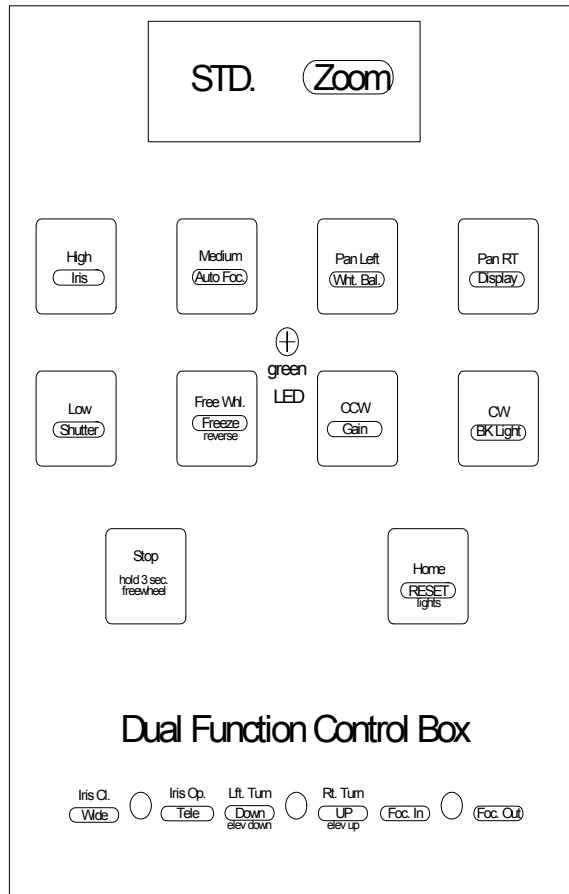 STD. Zoom
High Medium Pan Left Pan RT
Iris Auto Foc. Wht. Bal. Display
green
LED
Low Free Whl. CCW CW
Shutter Freeze Gain BK Light
reverse
Stop Home
hold 3 sec. RESET
freewheel lights
Dual Function Control Box
Iris Cl. Iris Op. Lft. Turn Rt. Turn
Wide Tele Down UP Foc. In Foc. Out
elev down elev up